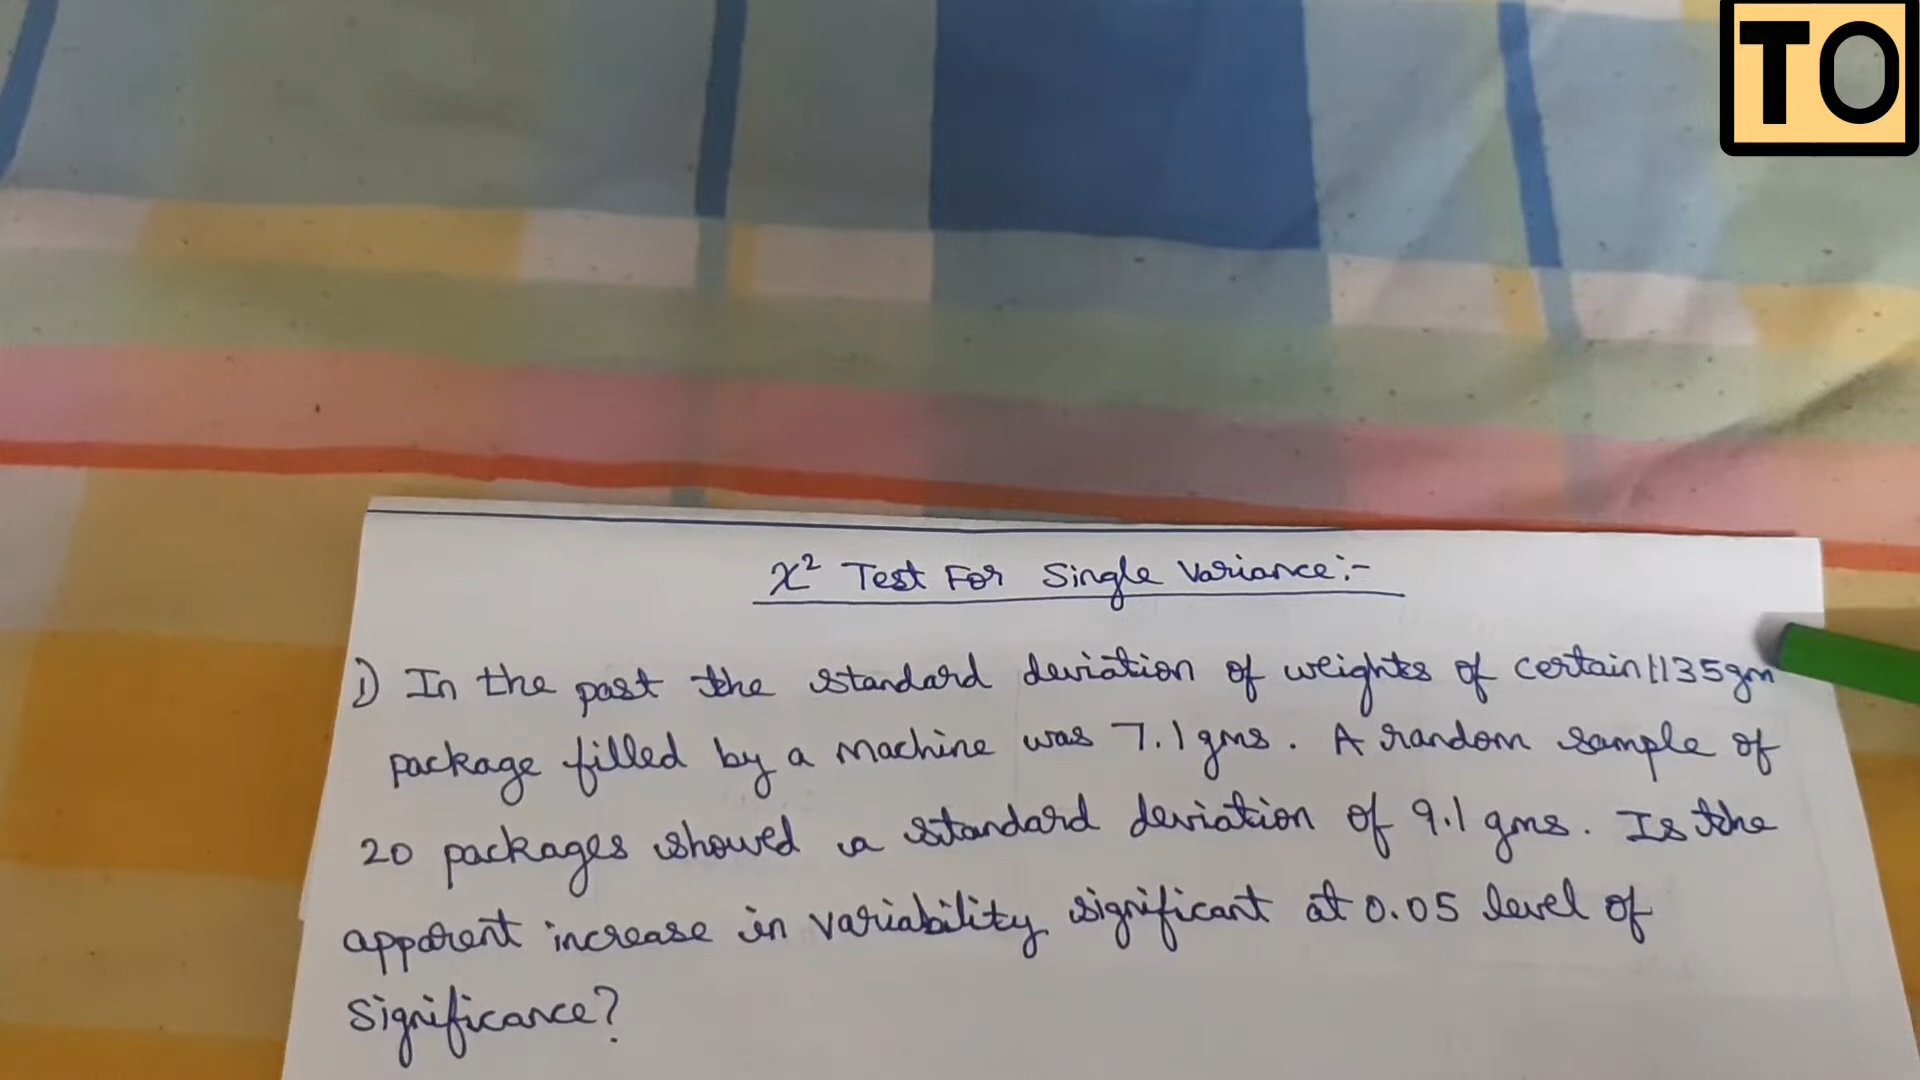 TO
χ² Test For Single Variance:-
1) In the past the standard deviation of weights of certain 1135gm
package filled by a machine was 7.1 gms. A random sample of
20 packages showed a standard deviation of 9.1 gms. Is the
apparent increase in variability significant at 0.05 level of
Significance?